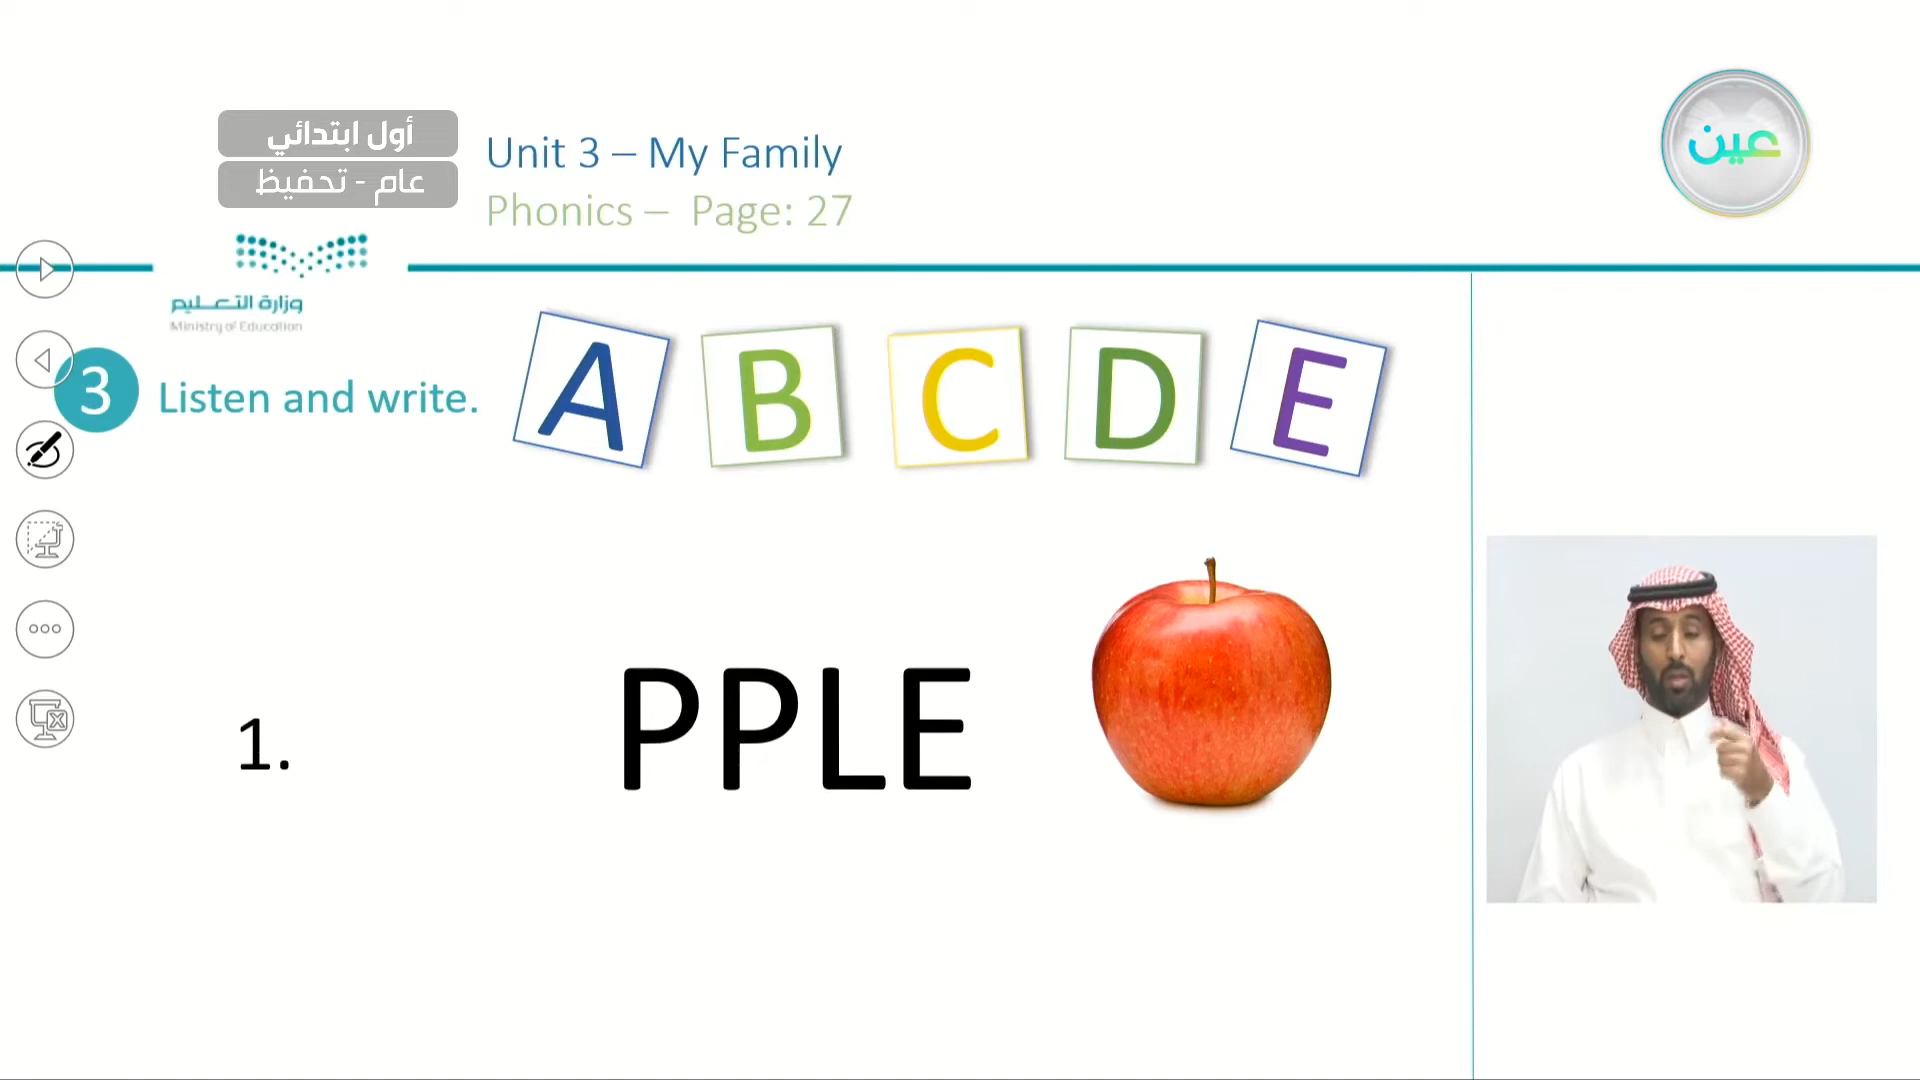 أول ابتدائي
عام - تحفيظ
Unit 3 – My Family
Phonics – Page: 27
عين
وزارة التعليم
Ministry of Education
3 Listen and write.
A B C D E
1. PPLE